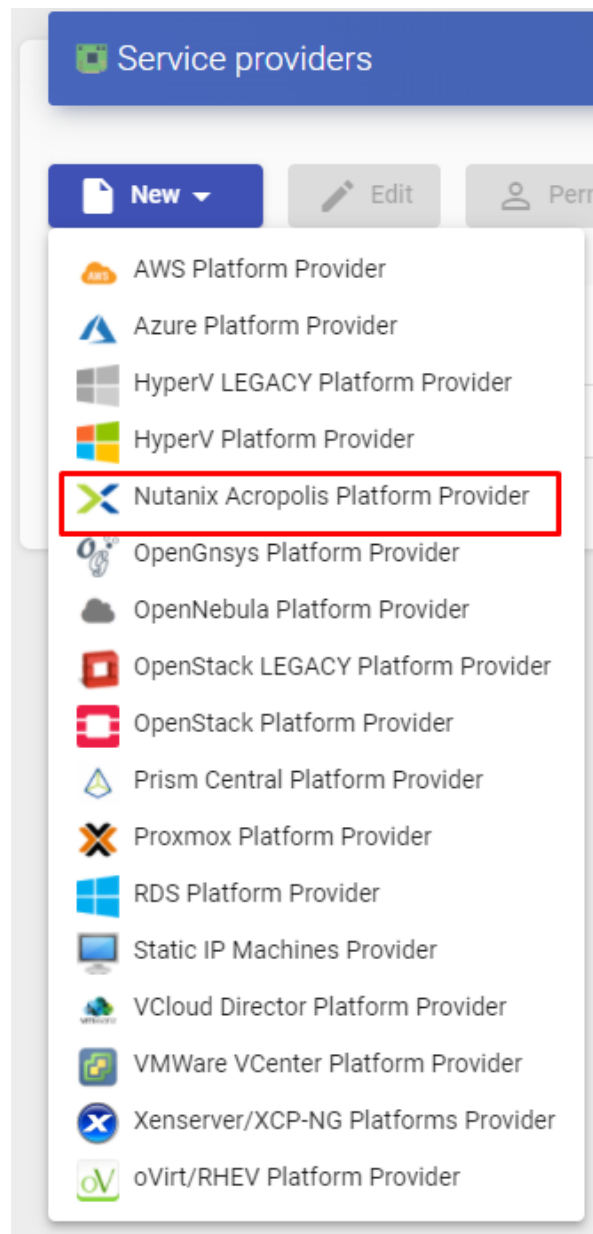 Service providers
New
Edit
Perr
AWS Platform Provider
Azure Platform Provider
HyperV LEGACY Platform Provider
HyperV Platform Provider
Nutanix Acropolis Platform Provider
OpenGnsys Platform Provider
OpenNebula Platform Provider
OpenStack LEGACY Platform Provider
OpenStack Platform Provider
Prism Central Platform Provider
Proxmox Platform Provider
RDS Platform Provider
Static IP Machines Provider
VCloud Director Platform Provider
VMWare VCenter Platform Provider
Xenserver/XCP-NG Platforms Provider
oVirt/RHEV Platform Provider